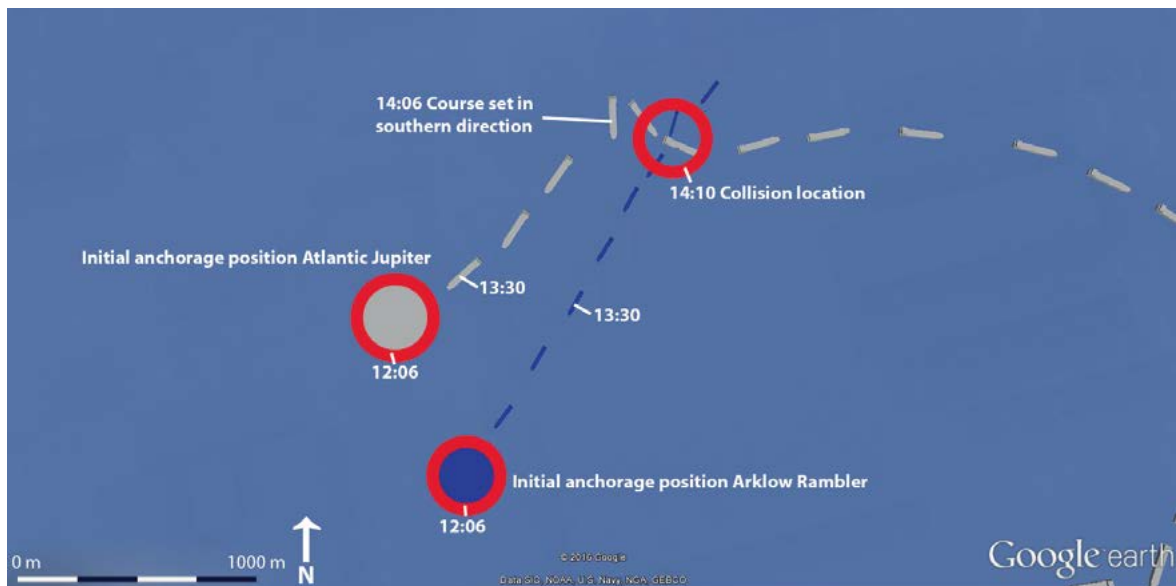 14:06 Course set in
southern direction
14:10 Collision location
Initial anchorage position Atlantic Jupiter
13:30
13:30
12:06
Initial anchorage position Arklow Rambler
12:06
0 m 1000 m
N
© 2016 Google
Data SIO, NOAA, U.S. Navy, NGA, GEBCO
Google earth